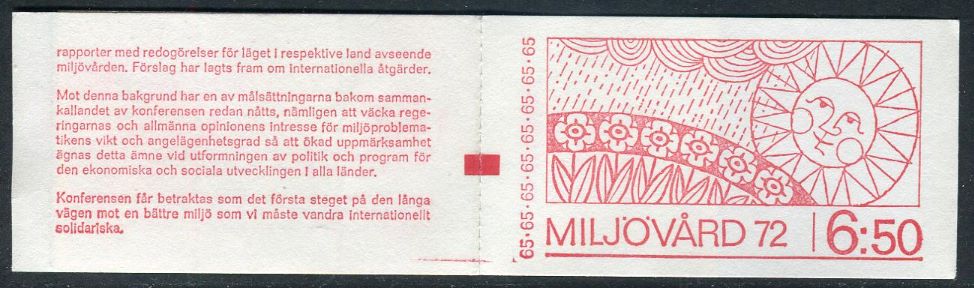 rapporter med redogörelser för läget i respektive land avseende
miljövården. Förslag har lagts fram om internationella åtgärder.
Mot denna bakgrund har en av målsättningarna bakom samman-
kallandet av konferensen redan nåtts, nämligen att väcka rege-
ringarnas och allmänna opinionens intresse för miljöproblema-
tikens vikt och angelägenhetsgrad så att ökad uppmärksamhet
ägnas detta ämne vid utformningen av politik och program för
den ekonomiska och sociala utvecklingen i alla länder.
Konferensen får betraktas som det första steget på den långa
vägen mot en bättre miljö som vi måste vandra internationellt
solidariska.
65·65·65·65·65·65·65·65
MILJÖVÅRD 72 6:50